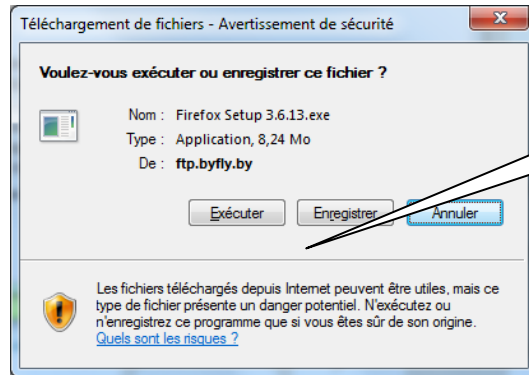 Téléchargement de fichiers - Avertissement de sécurité
Voulez-vous exécuter ou enregistrer ce fichier ?
Nom : Firefox Setup 3.6.13.exe
Type : Application, 8,24 Mo
De : ftp.byfly.by
Exécuter Enregistrer Annuler
Les fichiers téléchargés depuis Internet peuvent être utiles, mais ce
type de fichier présente un danger potentiel. N'exécutez ou
n'enregistrez ce programme que si vous êtes sûr de son origine.
Quels sont les risques ?